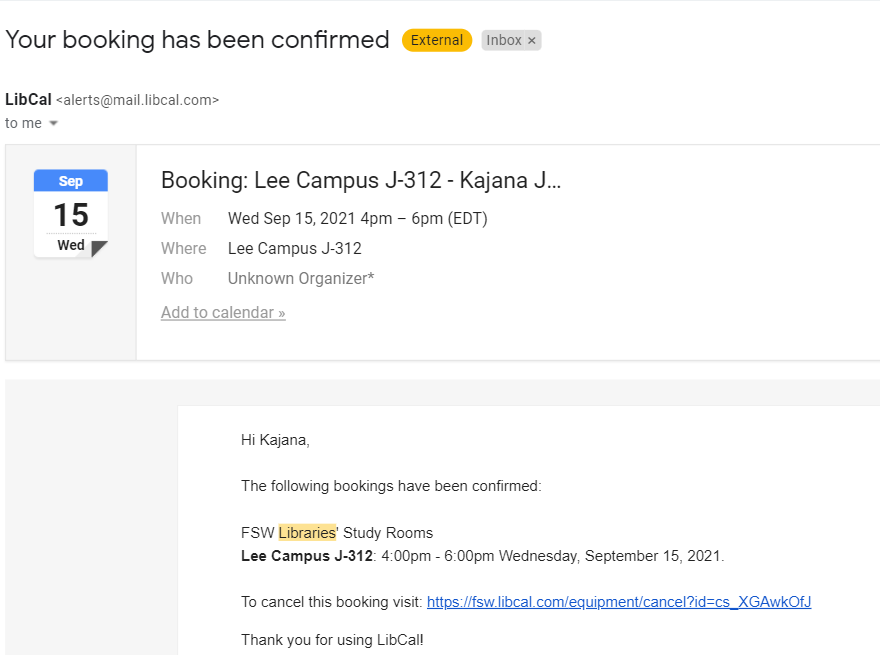 Your booking has been confirmed External Inbox ×
LibCal <alerts@mail.libcal.com>
to me
Sep
15
Wed
Booking: Lee Campus J-312 - Kajana J...
When Wed Sep 15, 2021 4pm – 6pm (EDT)
Where Lee Campus J-312
Who Unknown Organizer*
Add to calendar »
Hi Kajana,
The following bookings have been confirmed:
FSW Libraries' Study Rooms
Lee Campus J-312: 4:00pm - 6:00pm Wednesday, September 15, 2021.
To cancel this booking visit: https://fsw.libcal.com/equipment/cancel?id=cs_XGAwkOfJ
Thank you for using LibCal!